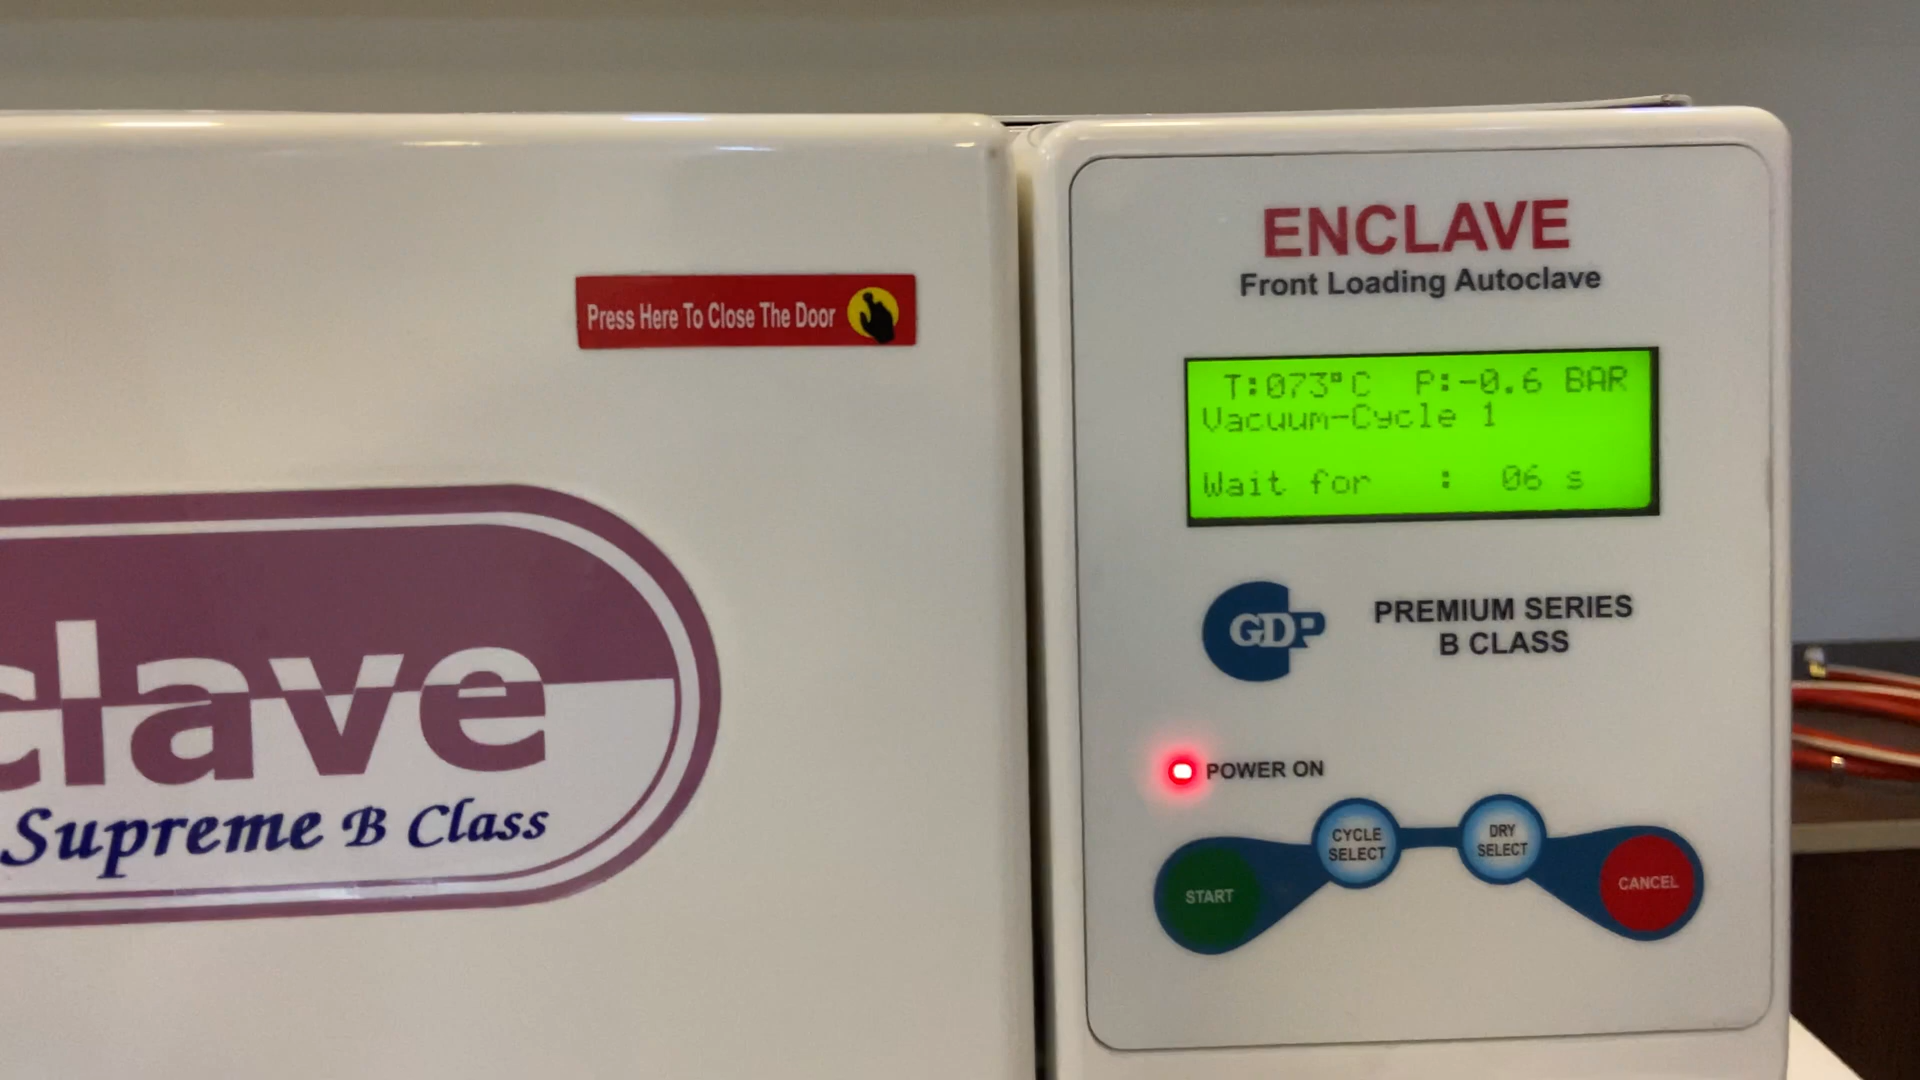 Press Here To Close The Door
clave
Supreme B Class
ENCLAVE
Front Loading Autoclave
T:073°C P:-0.6 BAR
Vacuum-Cycle 1
Wait for : 06 s
GDP
PREMIUM SERIES
B CLASS
POWER ON
START
CYCLE
SELECT
DRY
SELECT
CANCEL